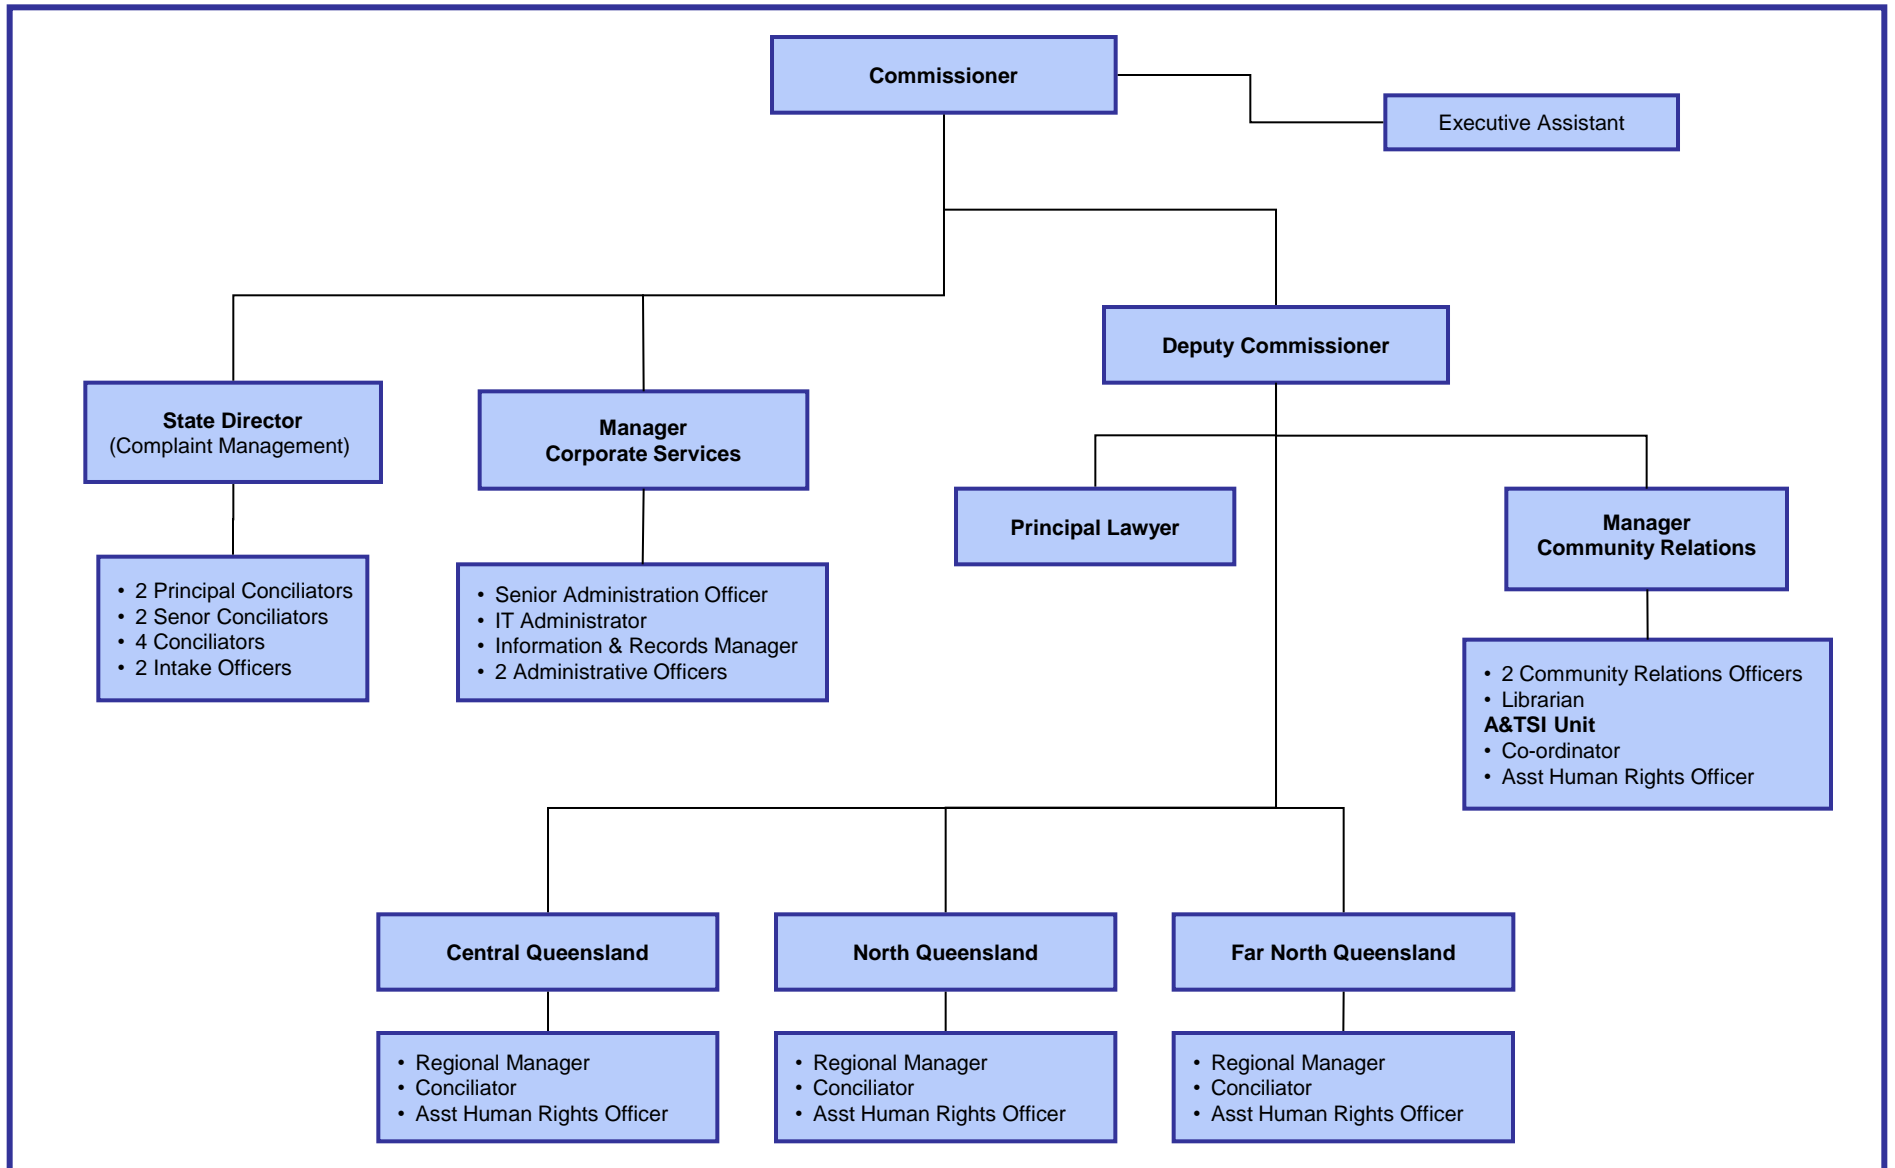 Commissioner
Executive Assistant
Deputy Commissioner
State Director
(Complaint Management)
Manager
Corporate Services
Principal Lawyer
Manager
Community Relations
• 2 Principal Conciliators
• 2 Senor Conciliators
• 4 Conciliators
• 2 Intake Officers
• Senior Administration Officer
• IT Administrator
• Information & Records Manager
• 2 Administrative Officers
• 2 Community Relations Officers
• Librarian
A&TSI Unit
• Co-ordinator
• Asst Human Rights Officer
Central Queensland
North Queensland
Far North Queensland
• Regional Manager
• Conciliator
• Asst Human Rights Officer
• Regional Manager
• Conciliator
• Asst Human Rights Officer
• Regional Manager
• Conciliator
• Asst Human Rights Officer